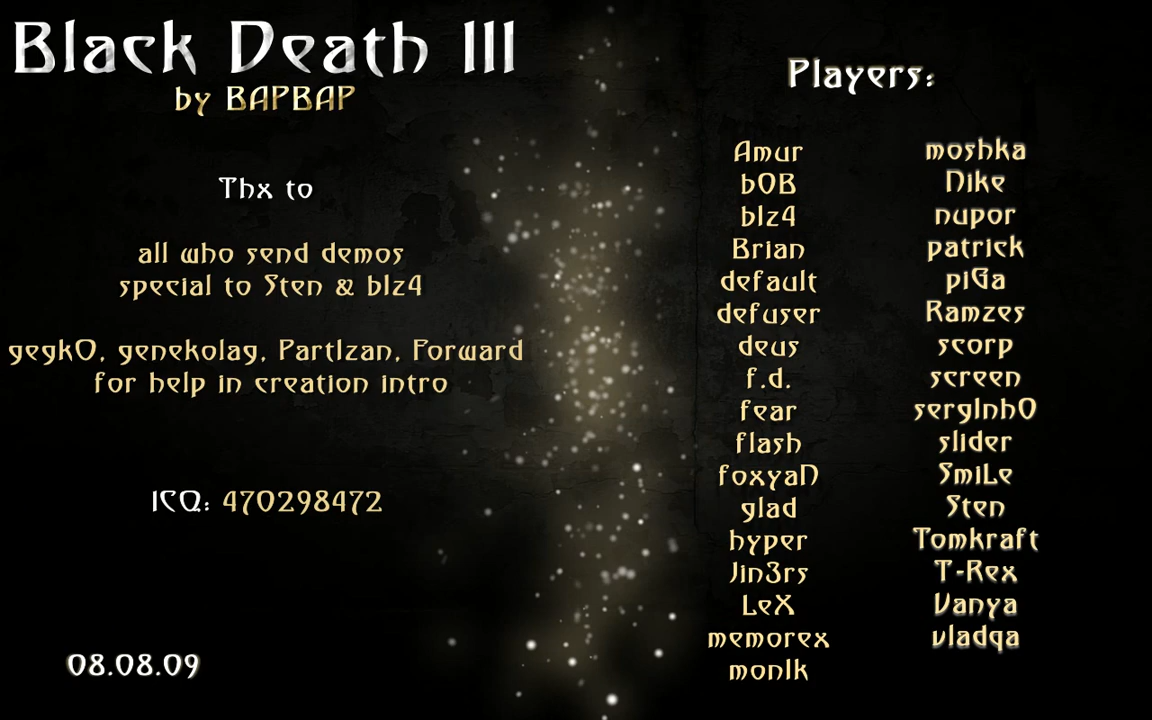 Black Death III
by BAPBAP
Thx to
all who send demos
special to Sten & blz4
gegkO, genekolag, PartIzan, Forward
for help in creation intro
ICQ: 470298472
08.08.09
Players:
Amur
bOB
blz4
Brian
default
defuser
deus
f.d.
fear
flash
foxyaN
glad
hyper
Jin3rs
LeX
memorex
monIk
moshka
Nike
nupor
patrick
piGa
Ramzes
scorp
screen
sergInhO
slider
SmiLe
Sten
Tomkraft
T-Rex
Vanya
vladqa